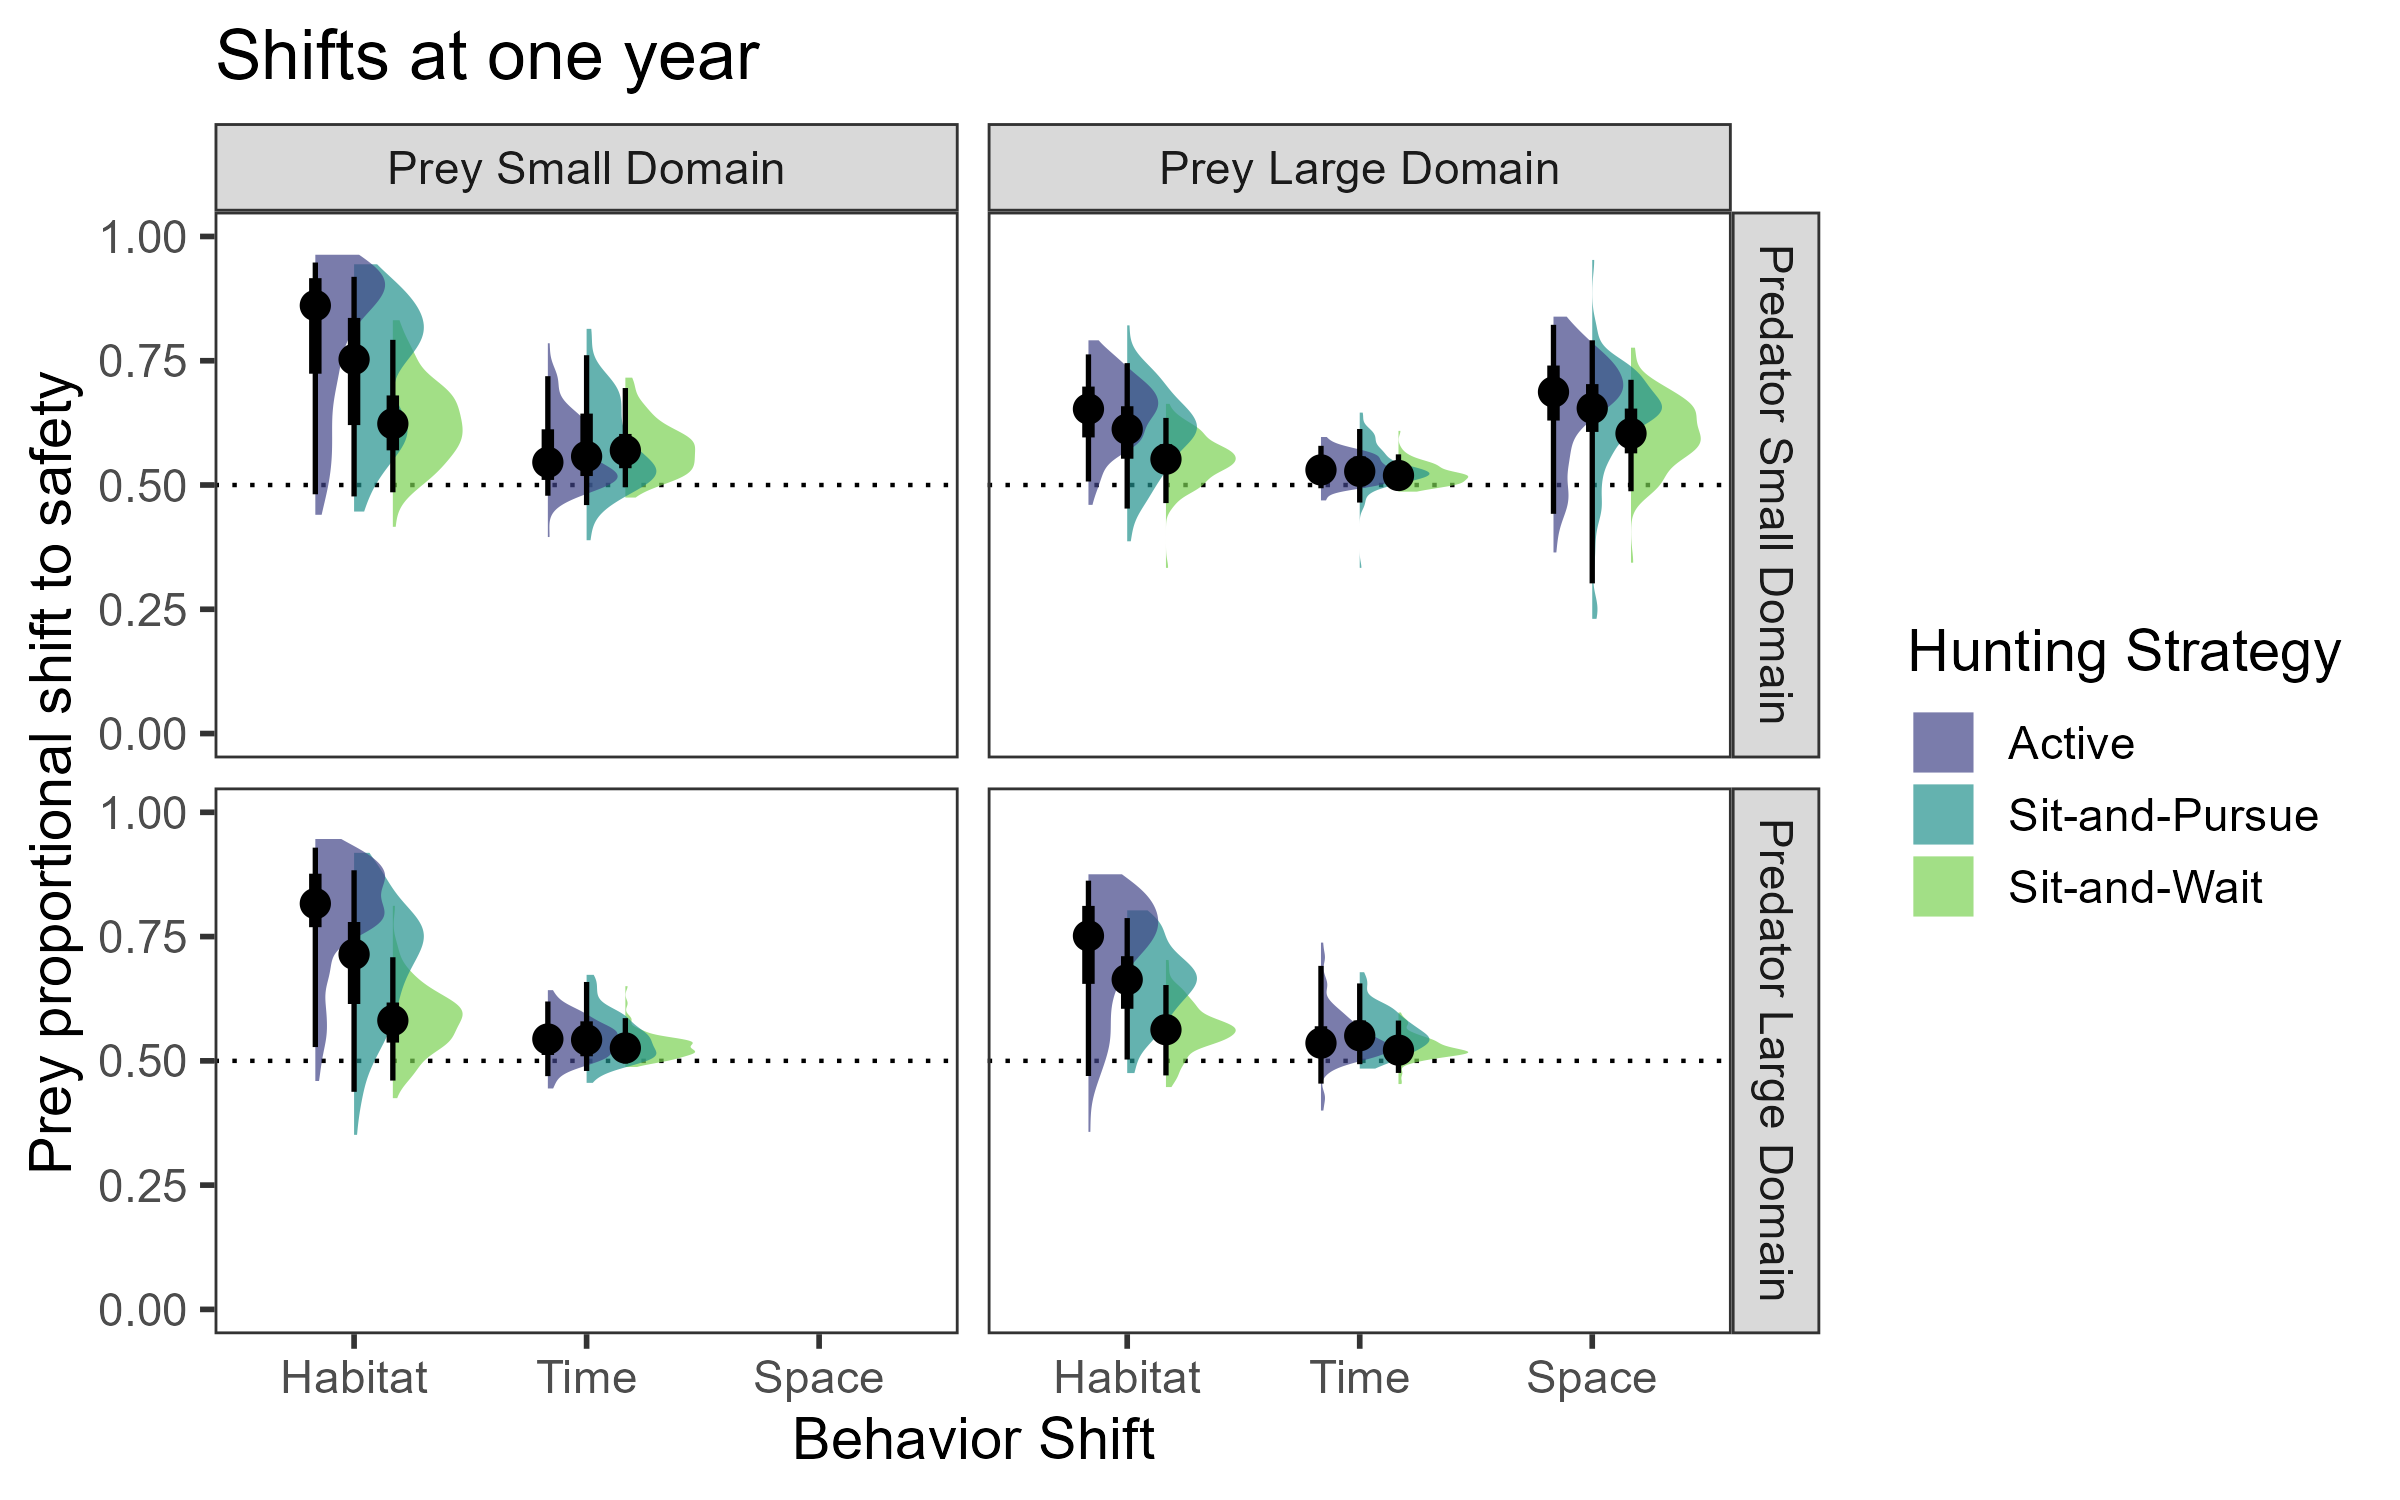 Shifts at one year
Prey Small Domain
Prey Large Domain
Prey proportional shift to safety
1.00
0.75
0.50
0.25
0.00
Predator Small Domain
1.00
0.75
0.50
0.25
0.00
Predator Large Domain
Habitat
Time
Space
Habitat
Time
Space
Behavior Shift
Hunting Strategy
Active
Sit-and-Pursue
Sit-and-Wait